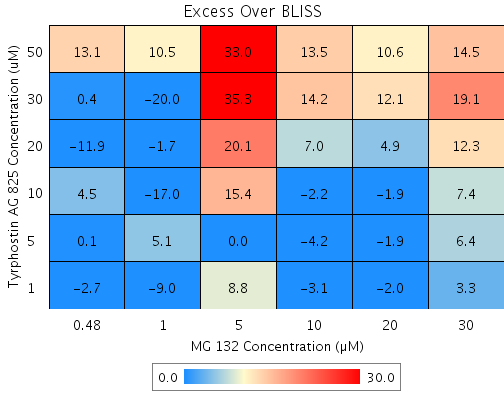 Excess Over BLISS
Tyrphostin AG 825 Concentration (uM)
50 13.1 10.5 33.0 13.5 10.6 14.5
30 0.4 −20.0 35.3 14.2 12.1 19.1
20 −11.9 −1.7 20.1 7.0 4.9 12.3
10 4.5 −17.0 15.4 −2.2 −1.9 7.4
5 0.1 5.1 0.0 −4.2 −1.9 6.4
1 −2.7 −9.0 8.8 −3.1 −2.0 3.3
0.48 1 5 10 20 30
MG 132 Concentration (µM)
0.0 30.0